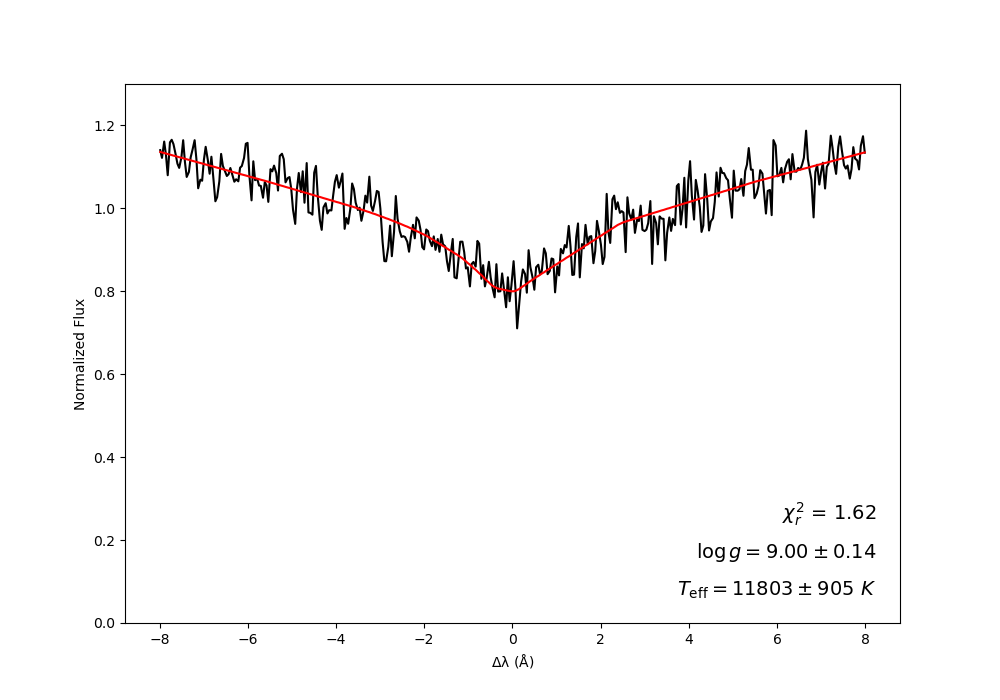 1.2
1.0
0.8
0.6
0.4
0.2
0.0
Normalized Flux
χ²ᵣ = 1.62
log g = 9.00 ± 0.14
T_eff = 11803 ± 905 K
−8 −6 −4 −2 0 2 4 6 8
Δλ (Å)